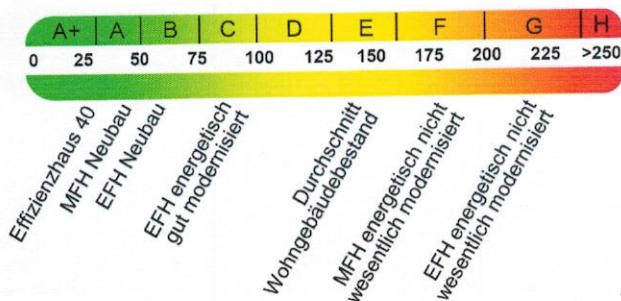 A+ A B C D E F G H
0 25 50 75 100 125 150 175 200 225 >250
Effizienzhaus 40
MFH Neubau
EFH Neubau
EFH energetisch
gut modernisiert
Durchschnitt
Wohngebäudebestand
MFH energetisch nicht
wesentlich modernisiert
EFH energetisch nicht
wesentlich modernisiert